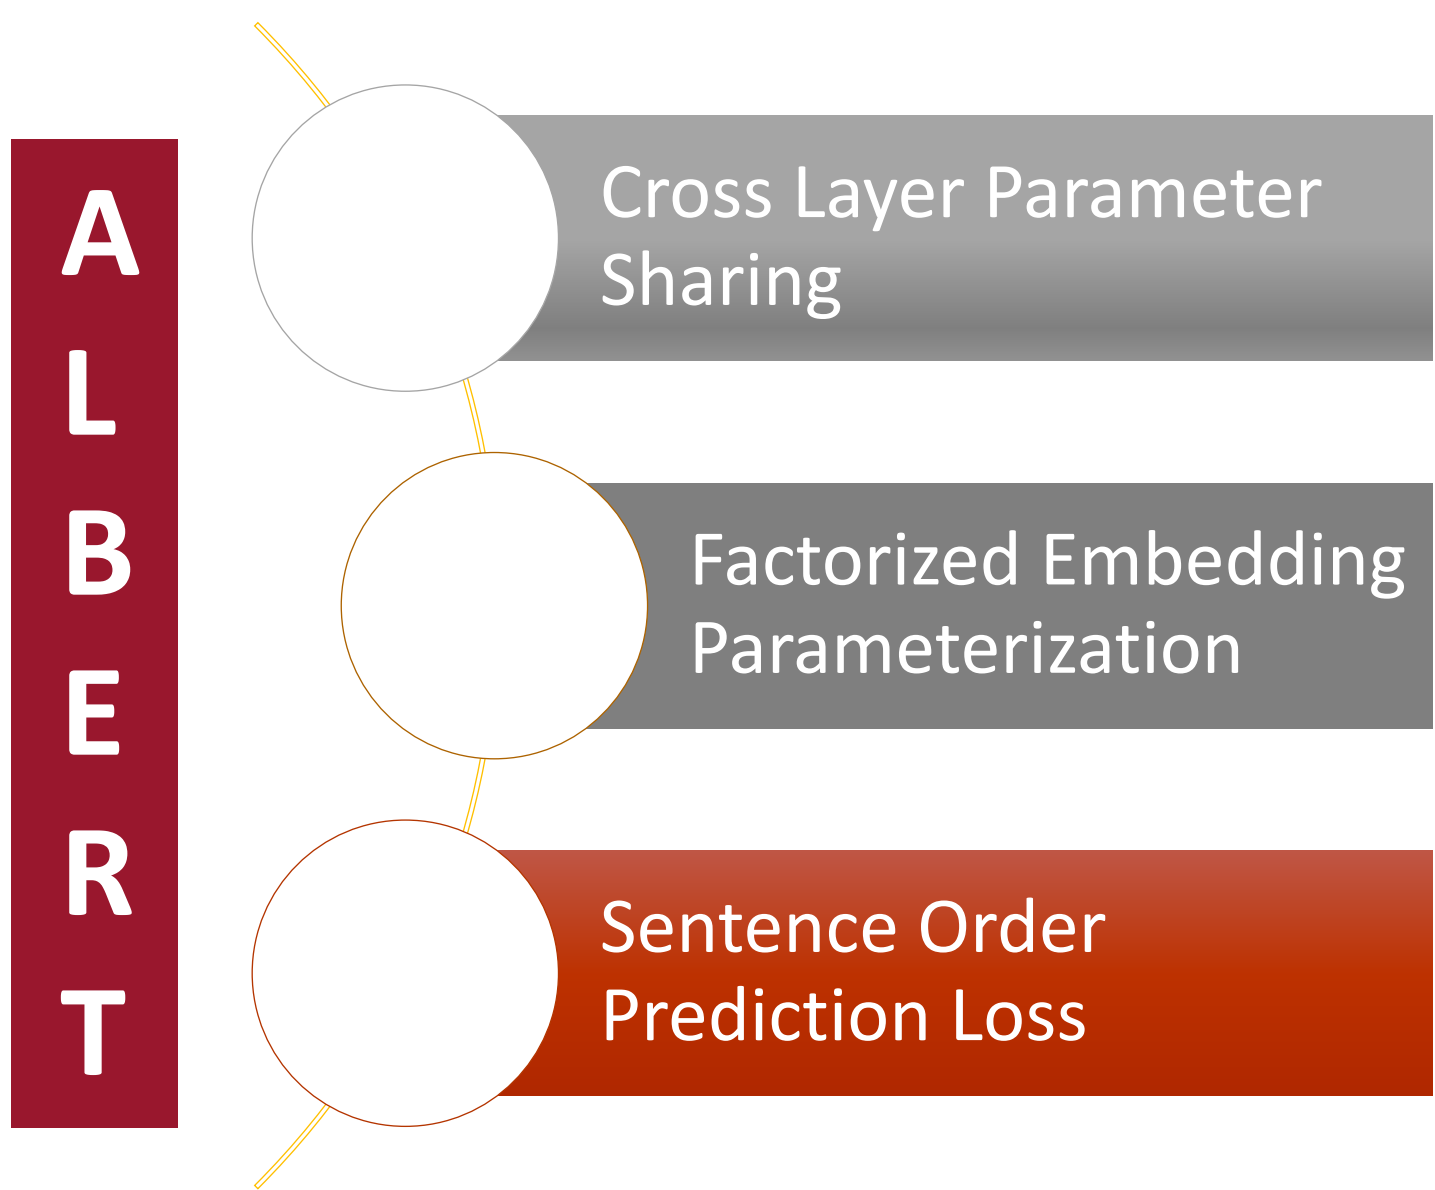 A
L
B
E
R
T
Cross Layer Parameter
Sharing
Factorized Embedding
Parameterization
Sentence Order
Prediction Loss